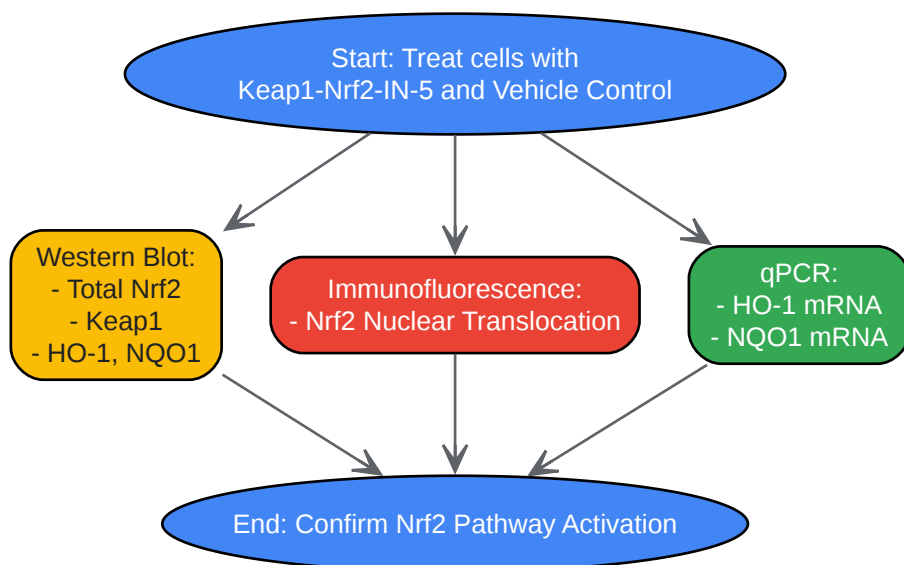 Start: Treat cells with
Keap1-Nrf2-IN-5 and Vehicle Control
Western Blot:
- Total Nrf2
- Keap1
- HO-1, NQO1
Immunofluorescence:
- Nrf2 Nuclear Translocation
qPCR:
- HO-1 mRNA
- NQO1 mRNA
End: Confirm Nrf2 Pathway Activation